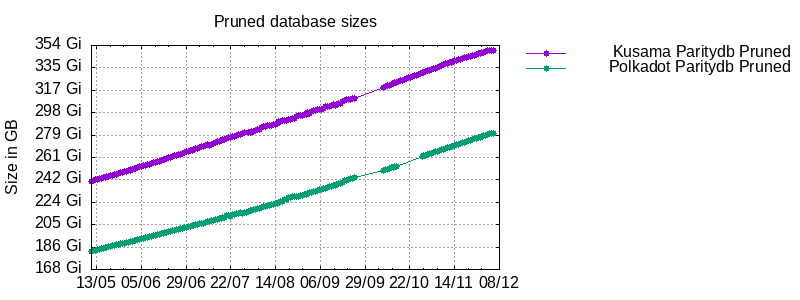 Pruned database sizes
354 Gi
335 Gi
317 Gi
298 Gi
279 Gi
261 Gi
242 Gi
224 Gi
205 Gi
186 Gi
168 Gi
Size in GB
13/05 05/06 29/06 22/07 14/08 06/09 29/09 22/10 14/11 08/12
Kusama Paritydb Pruned
Polkadot Paritydb Pruned